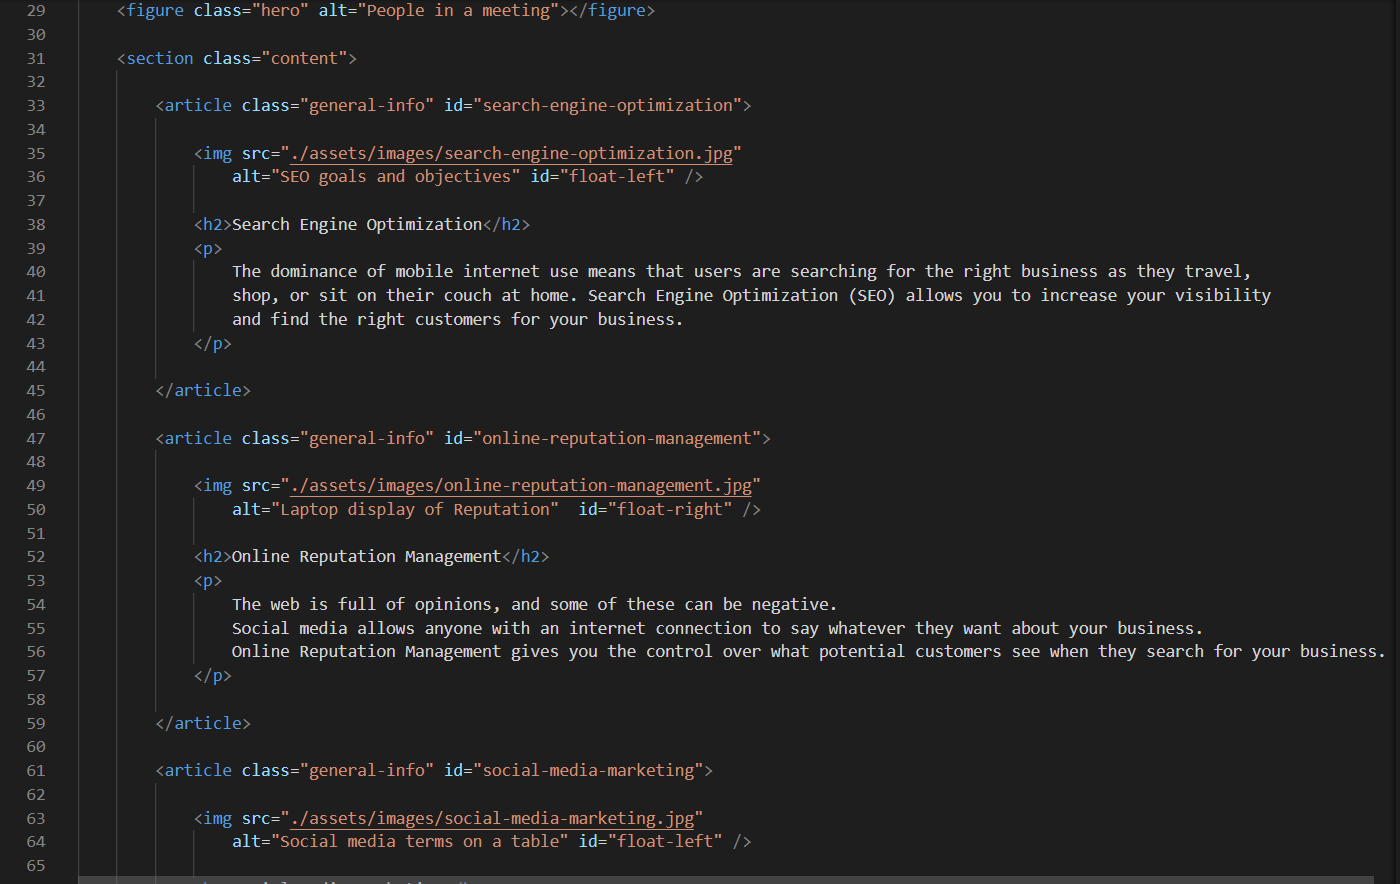 29 <figure class="hero" alt="People in a meeting"></figure>
30
31 <section class="content">
32
33 <article class="general-info" id="search-engine-optimization">
34
35 <img src="./assets/images/search-engine-optimization.jpg"
36 alt="SEO goals and objectives" id="float-left" />
37
38 <h2>Search Engine Optimization</h2>
39 <p>
40 The dominance of mobile internet use means that users are searching for the right business as they travel,
41 shop, or sit on their couch at home. Search Engine Optimization (SEO) allows you to increase your visibility
42 and find the right customers for your business.
43 </p>
44
45 </article>
46
47 <article class="general-info" id="online-reputation-management">
48
49 <img src="./assets/images/online-reputation-management.jpg"
50 alt="Laptop display of Reputation"  id="float-right" />
51
52 <h2>Online Reputation Management</h2>
53 <p>
54 The web is full of opinions, and some of these can be negative.
55 Social media allows anyone with an internet connection to say whatever they want about your business.
56 Online Reputation Management gives you the control over what potential customers see when they search for your business.
57 </p>
58
59 </article>
60
61 <article class="general-info" id="social-media-marketing">
62
63 <img src="./assets/images/social-media-marketing.jpg"
64 alt="Social media terms on a table" id="float-left" />
65